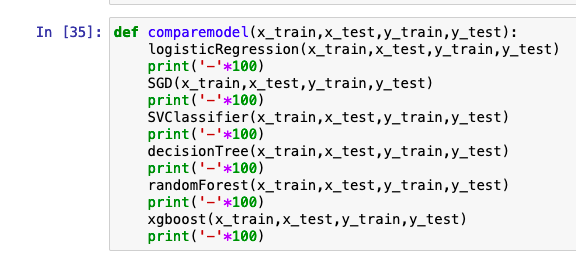 In [35]: def comparemodel(x_train,x_test,y_train,y_test):
    logisticRegression(x_train,x_test,y_train,y_test)
    print('-'*100)
    SGD(x_train,x_test,y_train,y_test)
    print('-'*100)
    SVClassifier(x_train,x_test,y_train,y_test)
    print('-'*100)
    decisionTree(x_train,x_test,y_train,y_test)
    print('-'*100)
    randomForest(x_train,x_test,y_train,y_test)
    print('-'*100)
    xgboost(x_train,x_test,y_train,y_test)
    print('-'*100)